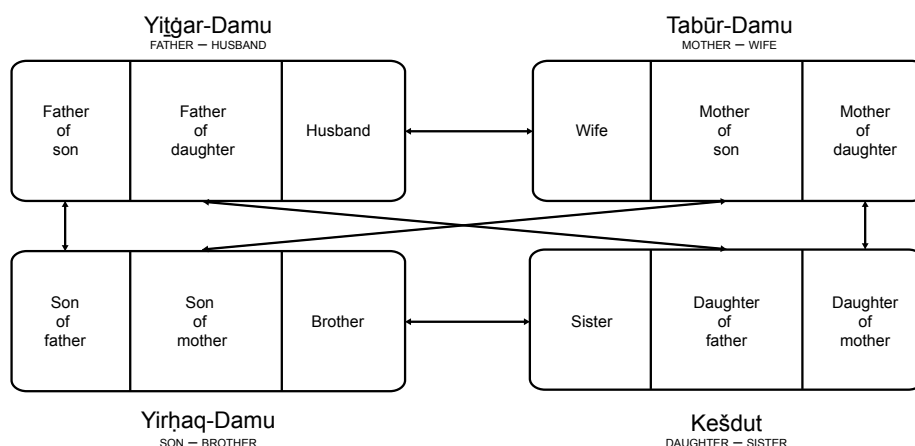 Yiṯġar-Damu
FATHER – HUSBAND
Tabūr-Damu
MOTHER – WIFE
Father
of
son
Father
of
daughter
Husband
Wife
Mother
of
son
Mother
of
daughter
Son
of
father
Son
of
mother
Brother
Sister
Daughter
of
father
Daughter
of
mother
Yirḥaq-Damu
SON – BROTHER
Kešdut
DAUGHTER – SISTER